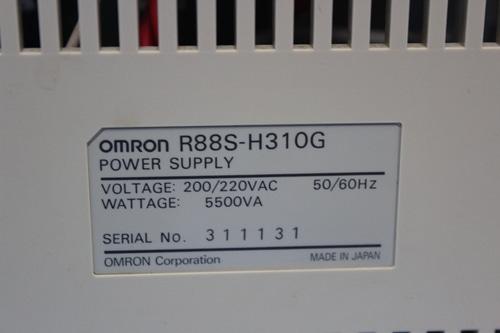 OMRON R88S-H310G
POWER SUPPLY
VOLTAGE: 200/220VAC 50/60Hz
WATTAGE: 5500VA
SERIAL No. 311131
OMRON Corporation MADE IN JAPAN